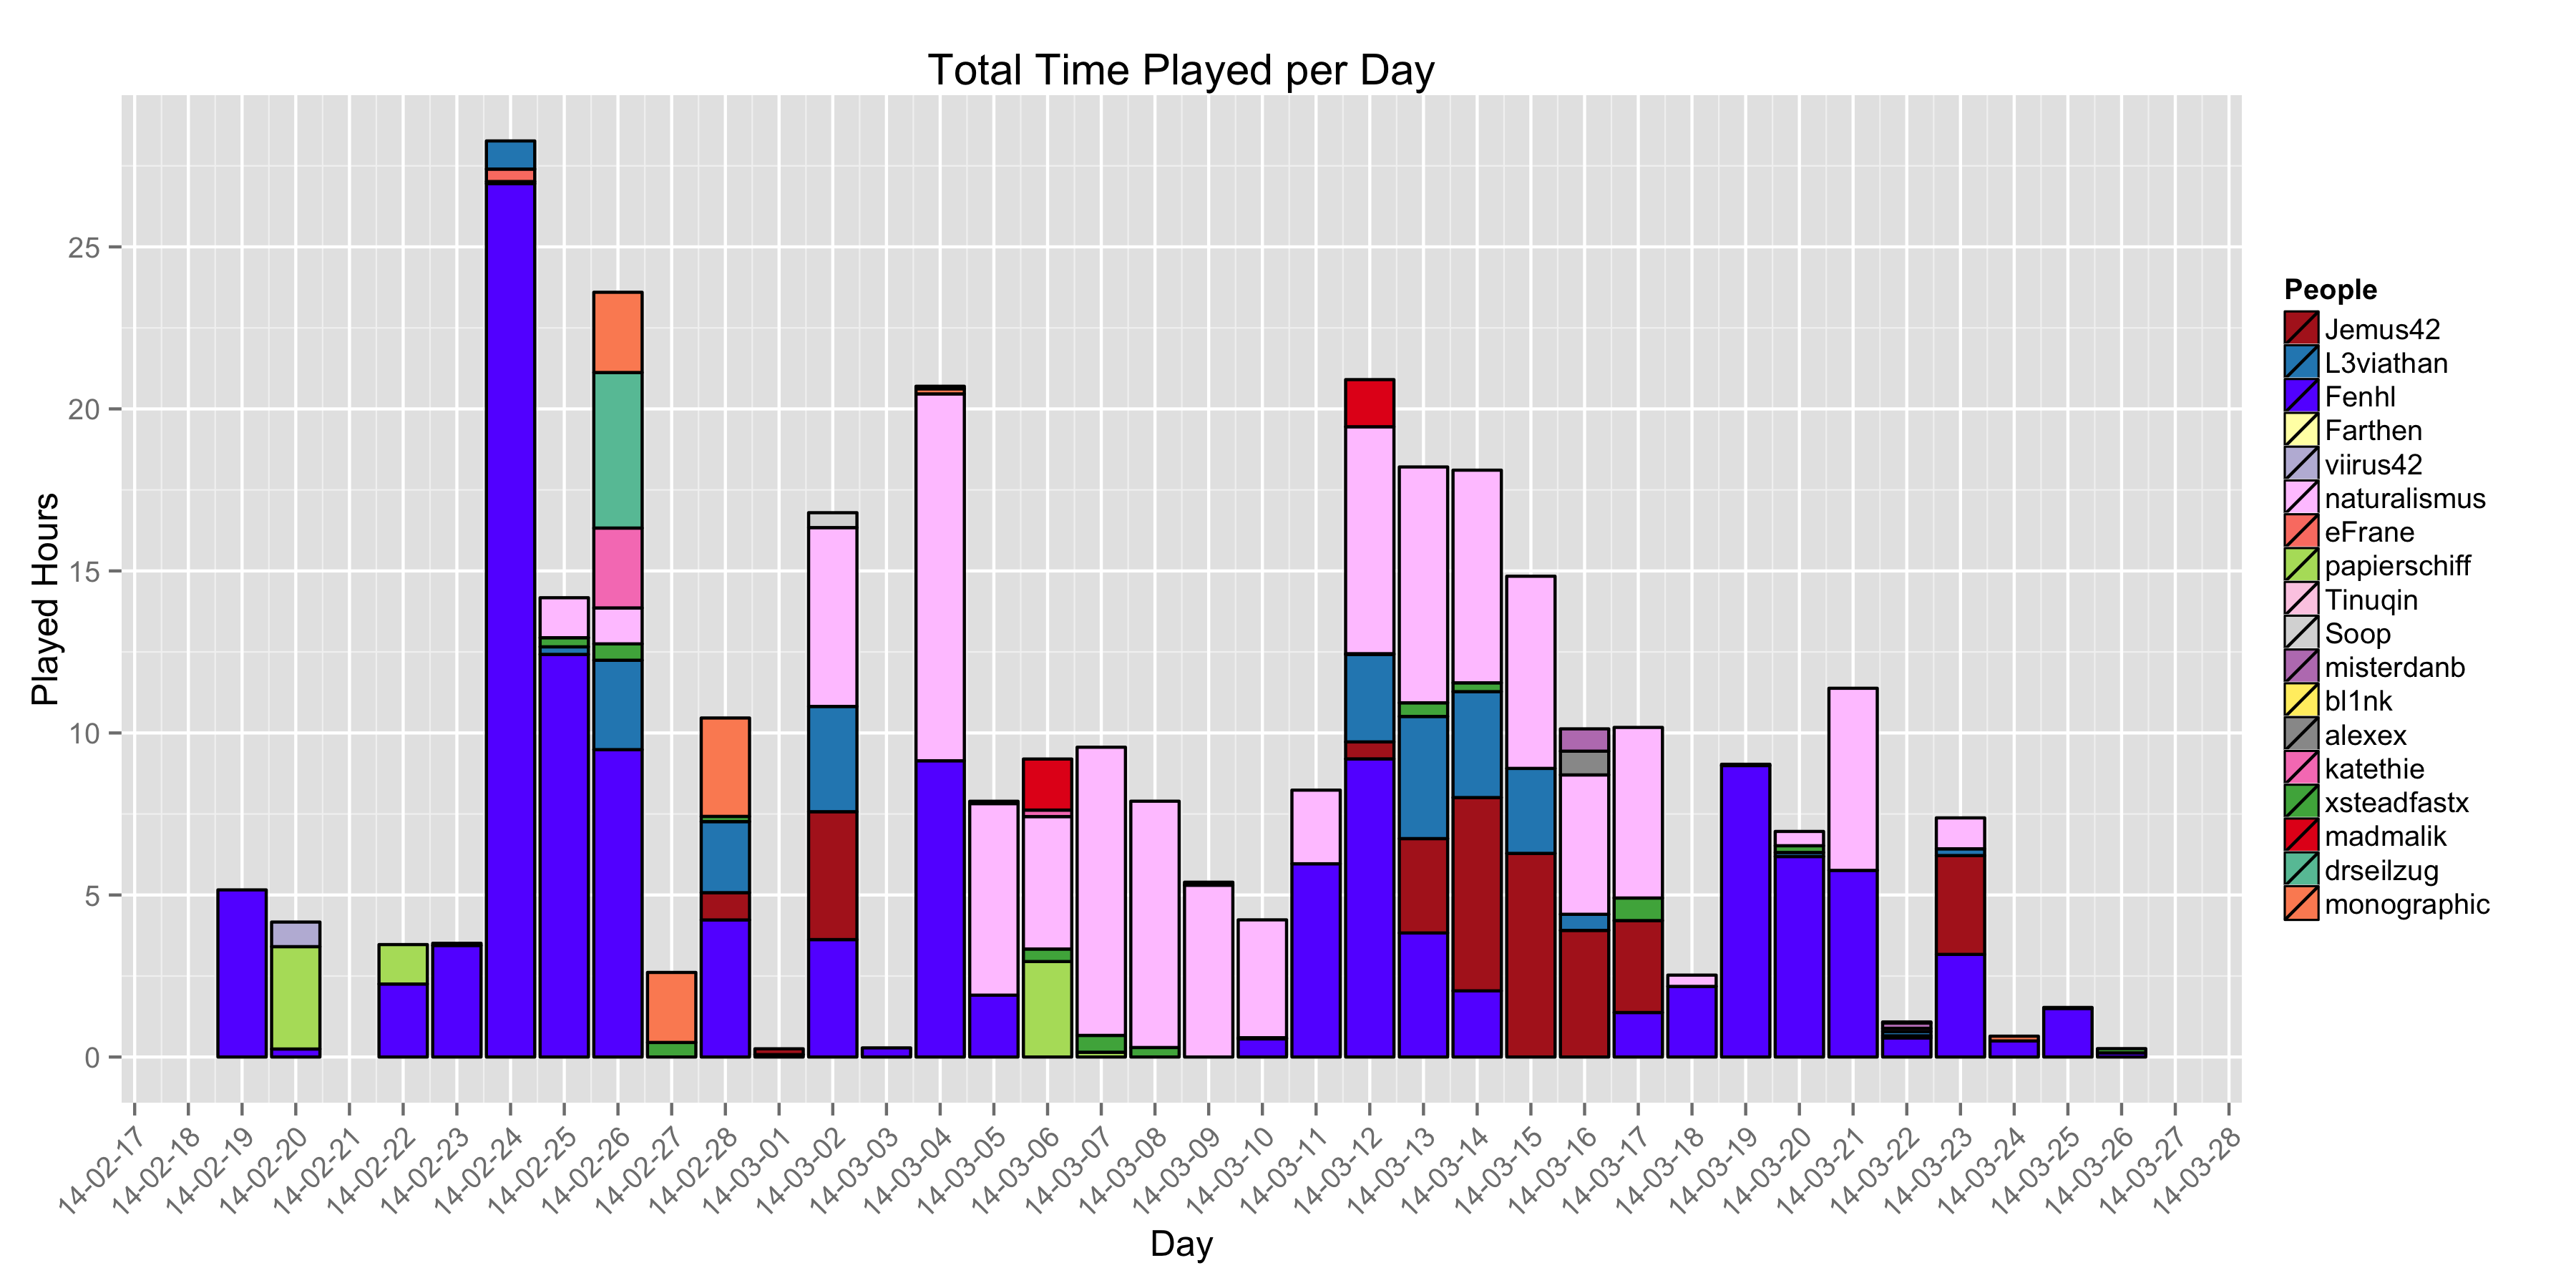 Total Time Played per Day
Played Hours
25
20
15
10
5
0
14-02-17
14-02-18
14-02-19
14-02-20
14-02-21
14-02-22
14-02-23
14-02-24
14-02-25
14-02-26
14-02-27
14-02-28
14-03-01
14-03-02
14-03-03
14-03-04
14-03-05
14-03-06
14-03-07
14-03-08
14-03-09
14-03-10
14-03-11
14-03-12
14-03-13
14-03-14
14-03-15
14-03-16
14-03-17
14-03-18
14-03-19
14-03-20
14-03-21
14-03-22
14-03-23
14-03-24
14-03-25
14-03-26
14-03-27
14-03-28
Day
People
Jemus42
L3viathan
Fenhl
Farthen
viirus42
naturalismus
eFrane
papierschiff
Tinuqin
Soop
misterdanb
bl1nk
alexex
katethie
xsteadfastx
madmalik
drseilzug
monographic